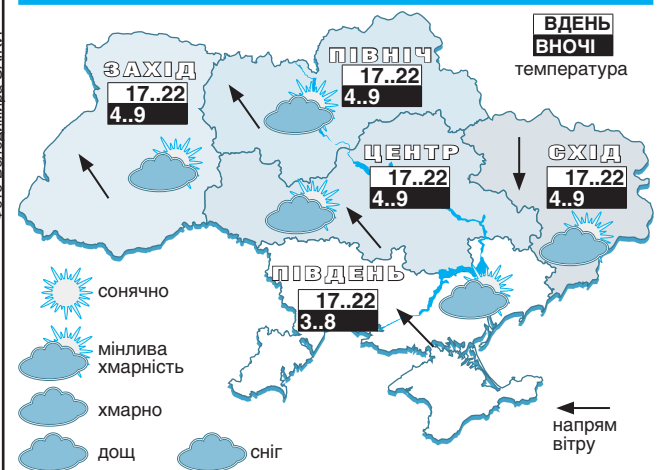 ВДЕНЬ
ВНОЧІ
температура
ЗАХІД
17..22
4..9
ПІВНІЧ
17..22
4..9
ЦЕНТР
17..22
4..9
СХІД
17..22
4..9
ПІВДЕНЬ
17..22
3..8
сонячно
мінлива
хмарність
хмарно
дощ
сніг
напрям
вітру